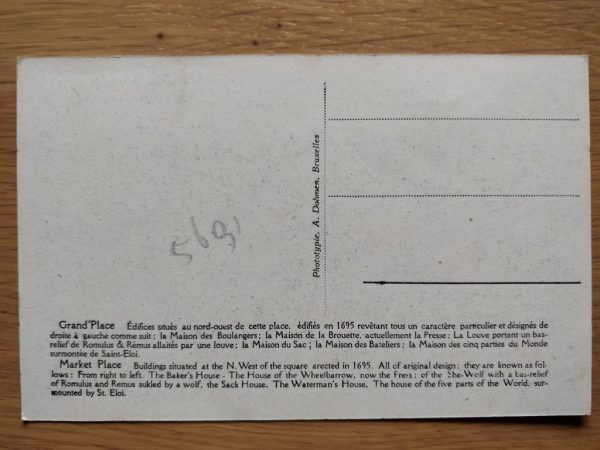 5691
Phototypie, A. Dohmen, Bruxelles
Grand'Place Édifices situés au nord-ouest de cette place, édifiés en 1695 revêtant tous un caractère particulier et désignés de
droite à gauche comme suit : la Maison des Boulangers ; la Maison de la Brouette, actuellement la Presse ; La Louve portant un bas-
relief de Romulus & Rémus allaités par une louve ; la Maison du Sac ; la Maison des Bateliers ; la Maison des cinq parties du Monde
surmontée de Saint-Eloi.
Market Place Buildings situated at the N. West of the square arected in 1695. All of original design : they are known as fol-
lows : From right to left. The Baker's House - The House of the Wheelbarrow, now the Press ; of the She-Wolf with a bas-relief
of Romulus and Remus sukled by a wolf, the Sack House, The Waterman's House, The house of the five parts of the World, sur-
mounted by St. Eloi.